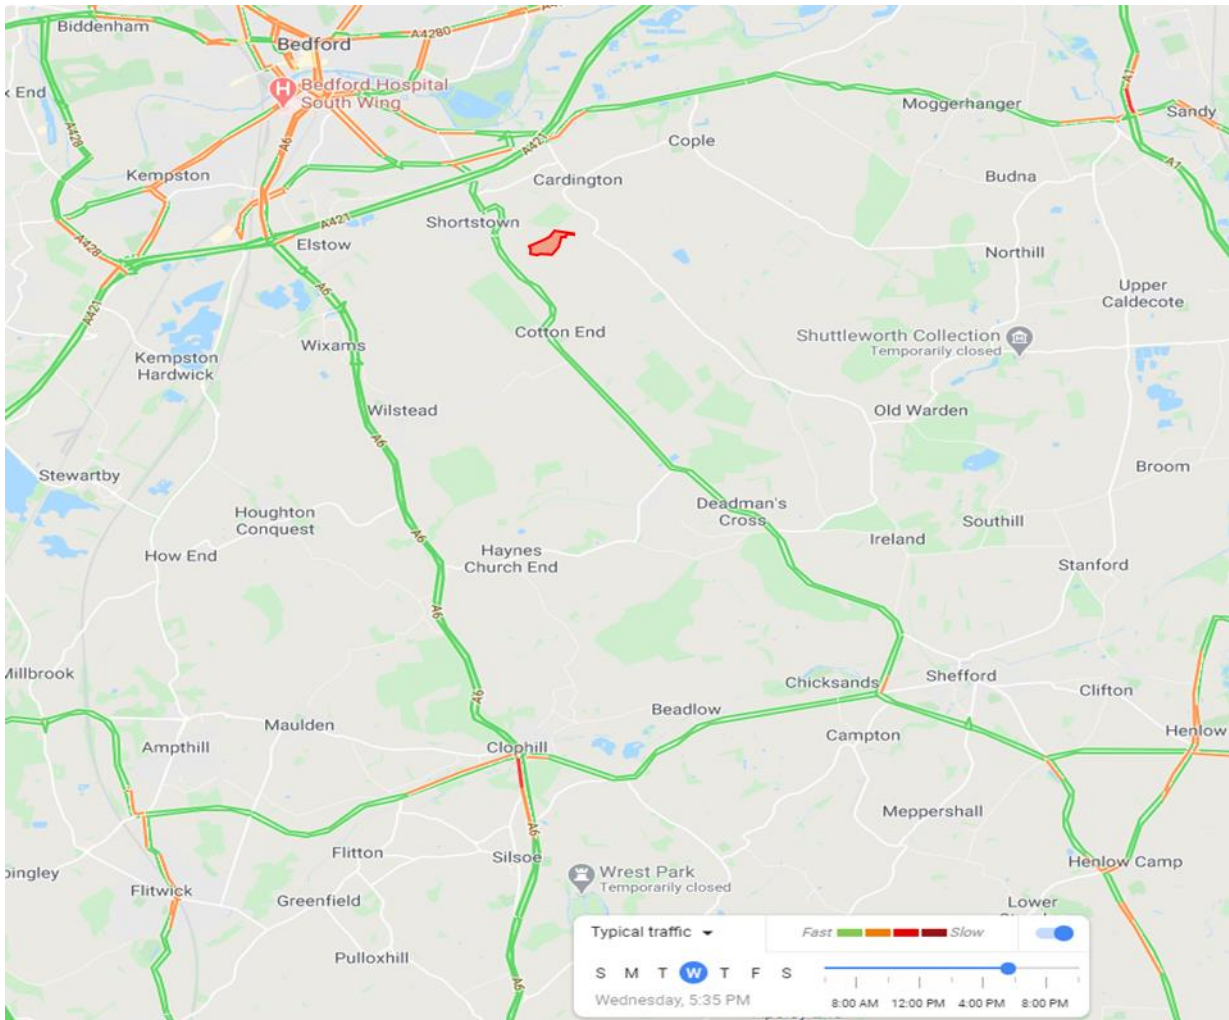 Biddenham
Bedford
A4280
A42
Bedford Hospital
South Wing
x End
A428
A6
A421
A1
Moggerhanger
Sandy
Kempston
Cople
Cardington
Budna
A1
Shortstown
A421
Elstow
A428
Northill
A6
A421
Upper
Caldecote
Cotton End
Shuttleworth Collection
Temporarily closed
Wixams
Kempston
Hardwick
Wilstead
Old Warden
A6
Stewartby
Broom
Houghton
Conquest
Deadman's
Cross
Southill
A6
Ireland
How End
Haynes
Church End
Stanford
A6
Millbrook
Chicksands
Shefford
Clifton
A6
Beadlow
Maulden
Ampthill
Clophill
Campton
Henlow
Meppershall
A6
Flitton
Silsoe
Henlow Camp
pingley
Flitwick
Wrest Park
Temporarily closed
Greenfield
Lower
Pulloxhill
A6
Typical traffic
Fast
Slow
S M T W T F S
Wednesday, 5:35 PM
8:00 AM 12:00 PM 4:00 PM 8:00 PM